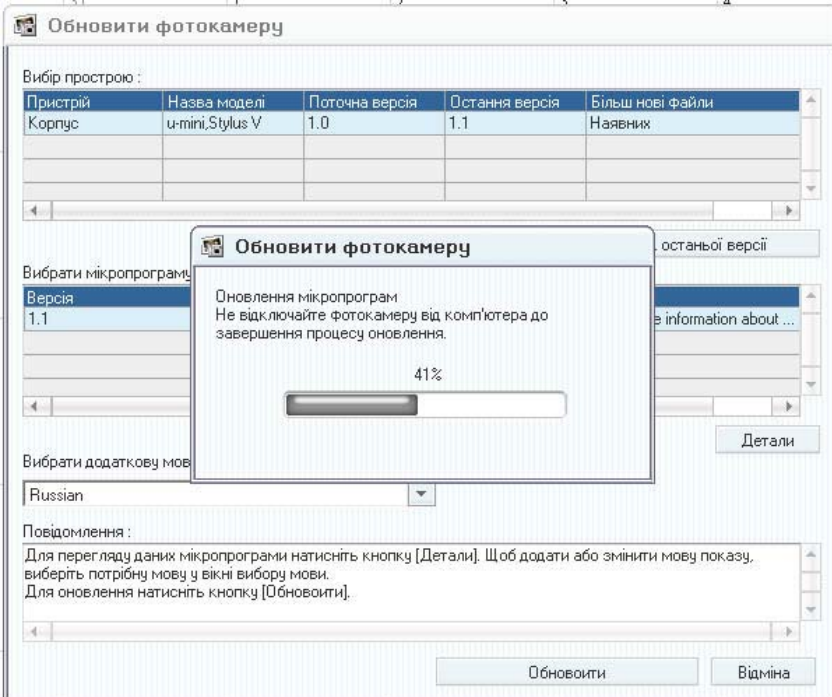 Обновити фотокамеру
Вибір прострою :
Пристрій Назва моделі Поточна версія Остання версія Більш нові файли
Корпус u-mini,Stylus V 1.0 1.1 Наявних
останьої версії
Вибрати мікропрограму
Версія
1.1 information about ...
Обновити фотокамеру
Оновлення мікропрограм
Не відключайте фотокамеру від комп'ютера до
завершення процесу оновлення.
41%
Детали
Вибрати додаткову мов
Russian
Повідомлення :
Для перегляду даних мікропрограми натисніть кнопку [Детали]. Щоб додати або змінити мову показу,
виберіть потрібну мову у вікні вибору мови.
Для оновлення натисніть кнопку [Обновоити].
Обновоити Відміна